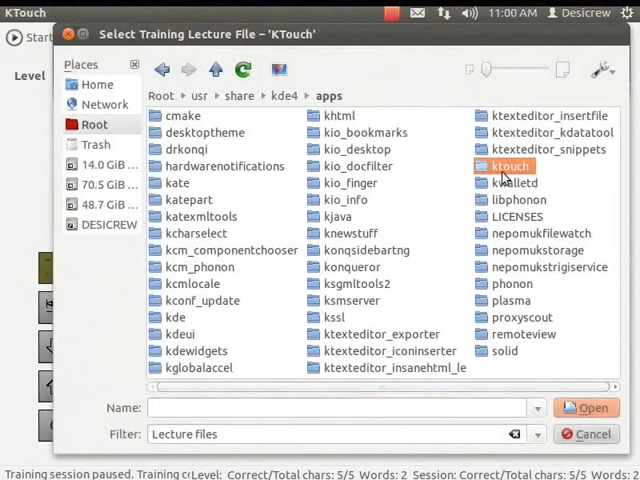 KTouch
11:00 AM
Desicrew
Start
Select Training Lecture File – 'KTouch'
Level
Places
Home
Network
Root
Trash
14.0 GiB ...
70.5 GiB ...
48.7 GiB ...
DESICREW
Root usr share kde4 apps
cmake
desktoptheme
drkonqi
hardwarenotifications
kate
katepart
katexmltools
kcharselect
kcm_componentchooser
kcm_phonon
kcmlocale
kconf_update
kde
kdeui
kdewidgets
kglobalaccel
khtml
kio_bookmarks
kio_desktop
kio_docfilter
kio_finger
kio_info
kjava
knewstuff
konqsidebartng
konqueror
ksgmltools2
ksmserver
kssl
ktexteditor_exporter
ktexteditor_iconinserter
ktexteditor_insanehtml_le
ktexteditor_insertfile
ktexteditor_kdatatool
ktexteditor_snippets
ktouch
kwalletd
libphonon
LICENSES
nepomukfilewatch
nepomukstorage
nepomukstrigiservice
phonon
plasma
proxyscout
remoteview
solid
Name:
Open
Filter: Lecture files
Cancel
Training session paused. Training co Level: Correct/Total chars: 5/5 Words: 2 Session: Correct/Total chars: 5/5 Words: 2